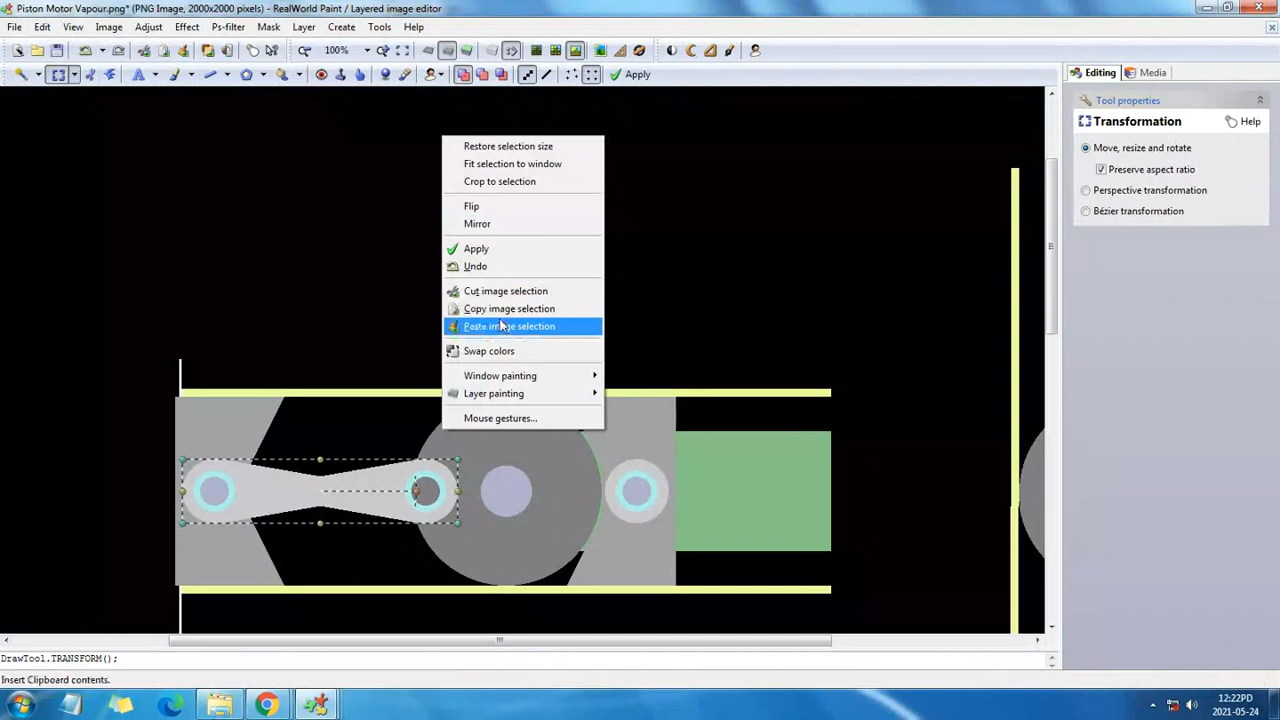 Piston Motor Vapour.png* (PNG Image, 2000x2000 pixels) - RealWorld Paint / Layered image editor
File Edit View Image Adjust Effect Ps-filter Mask Layer Create Tools Help
100%
Apply
Editing Media
Tool properties
Transformation Help
Move, resize and rotate
Preserve aspect ratio
Perspective transformation
Bézier transformation
Restore selection size
Fit selection to window
Crop to selection
Flip
Mirror
Apply
Undo
Cut image selection
Copy image selection
Paste image selection
Swap colors
Window painting
Layer painting
Mouse gestures...
DrawTool.TRANSFORM();
Insert Clipboard contents.
12:22PD
2021-05-24